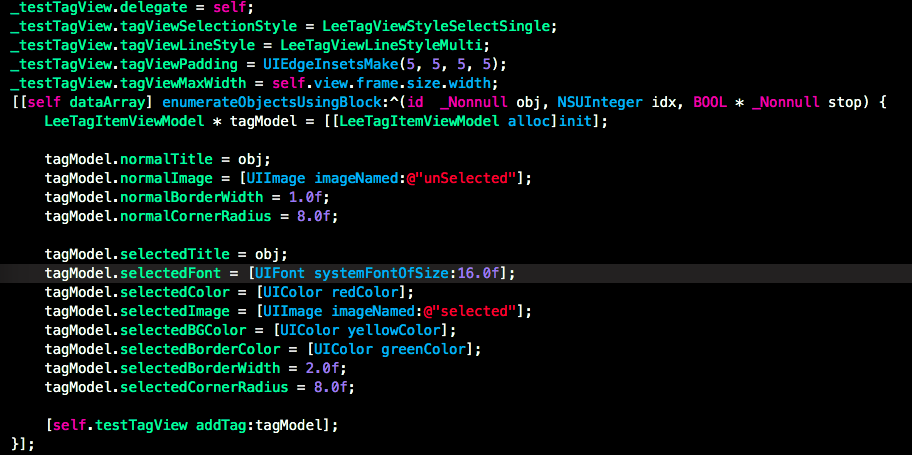 _testTagView.delegate = self;
_testTagView.tagViewSelectionStyle = LeeTagViewStyleSelectSingle;
_testTagView.tagViewLineStyle = LeeTagViewLineStyleMulti;
_testTagView.tagViewPadding = UIEdgeInsetsMake(5, 5, 5, 5);
_testTagView.tagViewMaxWidth = self.view.frame.size.width;
[[self dataArray] enumerateObjectsUsingBlock:^(id  _Nonnull obj, NSUInteger idx, BOOL * _Nonnull stop) {
    LeeTagItemViewModel * tagModel = [[LeeTagItemViewModel alloc]init];

    tagModel.normalTitle = obj;
    tagModel.normalImage = [UIImage imageNamed:@"unSelected"];
    tagModel.normalBorderWidth = 1.0f;
    tagModel.normalCornerRadius = 8.0f;

    tagModel.selectedTitle = obj;
    tagModel.selectedFont = [UIFont systemFontOfSize:16.0f];
    tagModel.selectedColor = [UIColor redColor];
    tagModel.selectedImage = [UIImage imageNamed:@"selected"];
    tagModel.selectedBGColor = [UIColor yellowColor];
    tagModel.selectedBorderColor = [UIColor greenColor];
    tagModel.selectedBorderWidth = 2.0f;
    tagModel.selectedCornerRadius = 8.0f;

    [self.testTagView addTag:tagModel];
}];